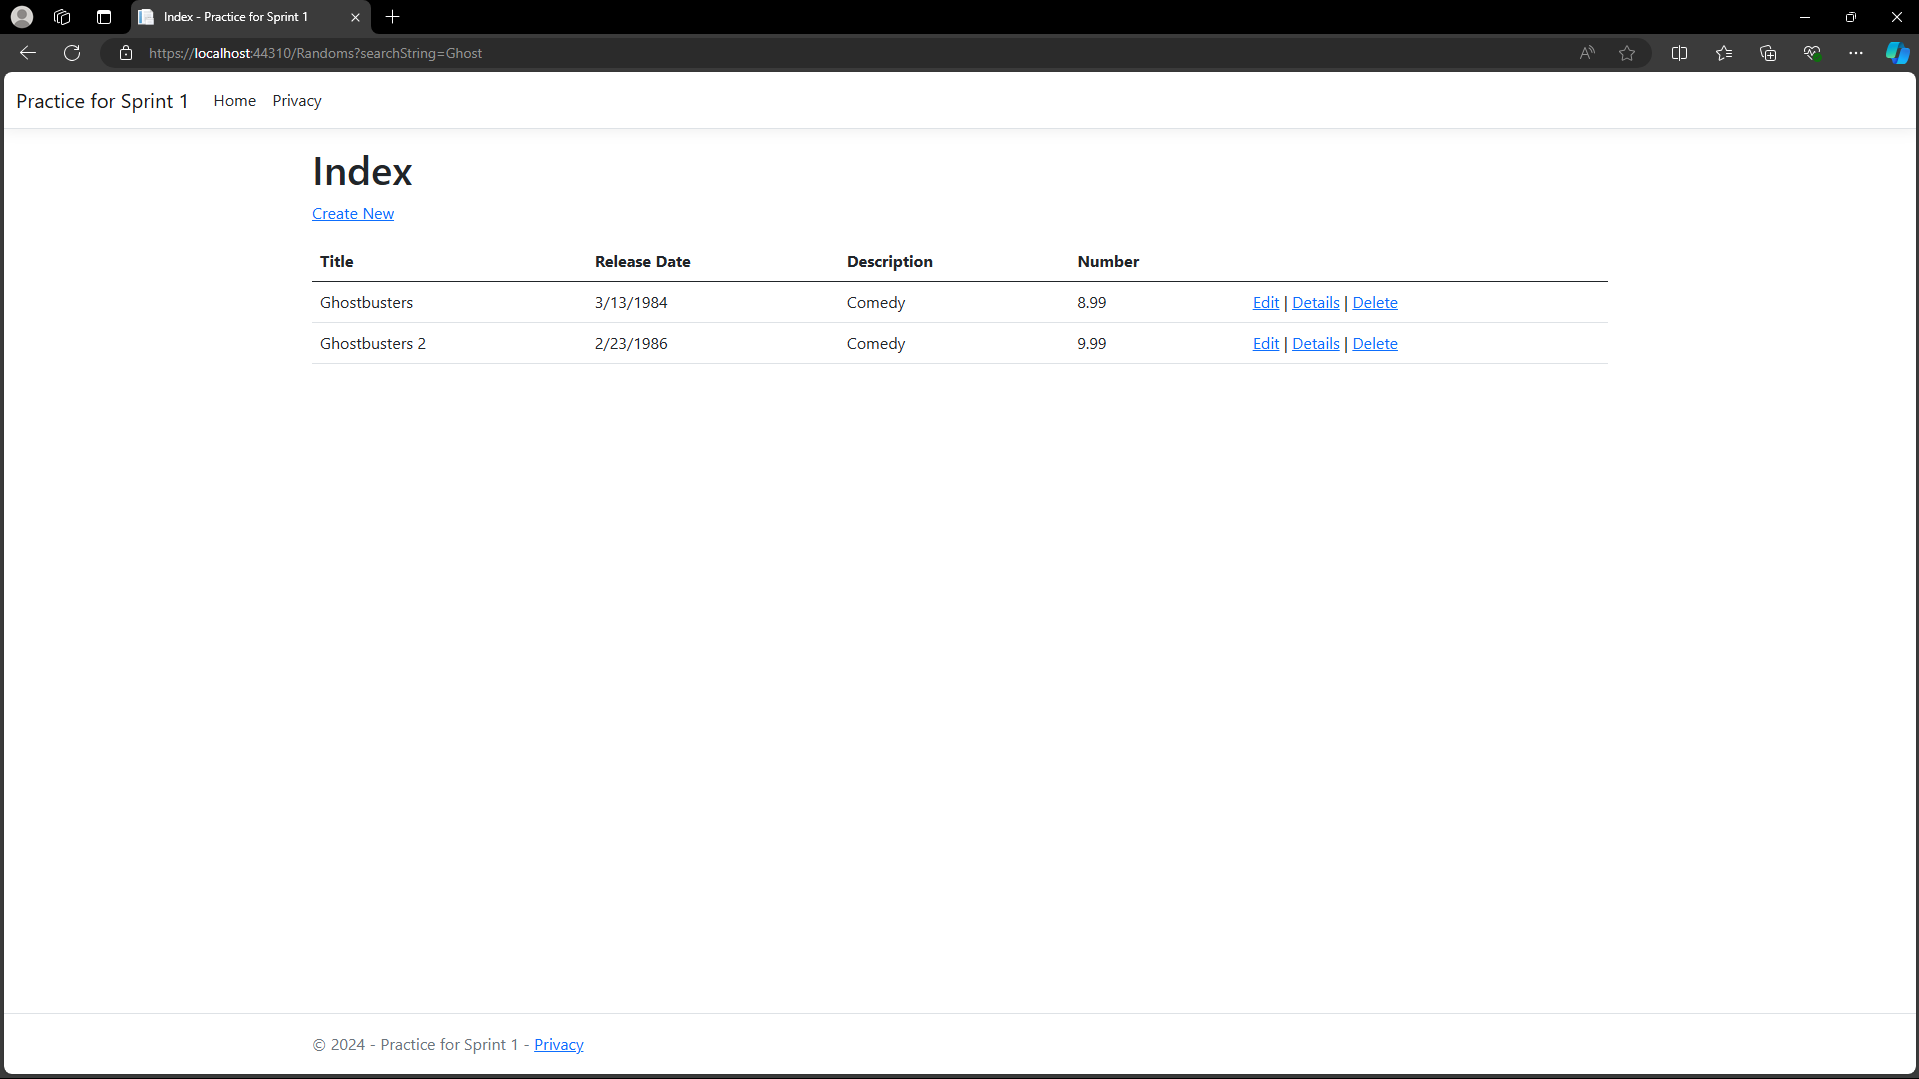 Index - Practice for Sprint 1
https://localhost:44310/Randoms?searchString=Ghost
Practice for Sprint 1 Home Privacy
Index
Create New
Title Release Date Description Number
Ghostbusters 3/13/1984 Comedy 8.99 Edit | Details | Delete
Ghostbusters 2 2/23/1986 Comedy 9.99 Edit | Details | Delete
© 2024 - Practice for Sprint 1 - Privacy